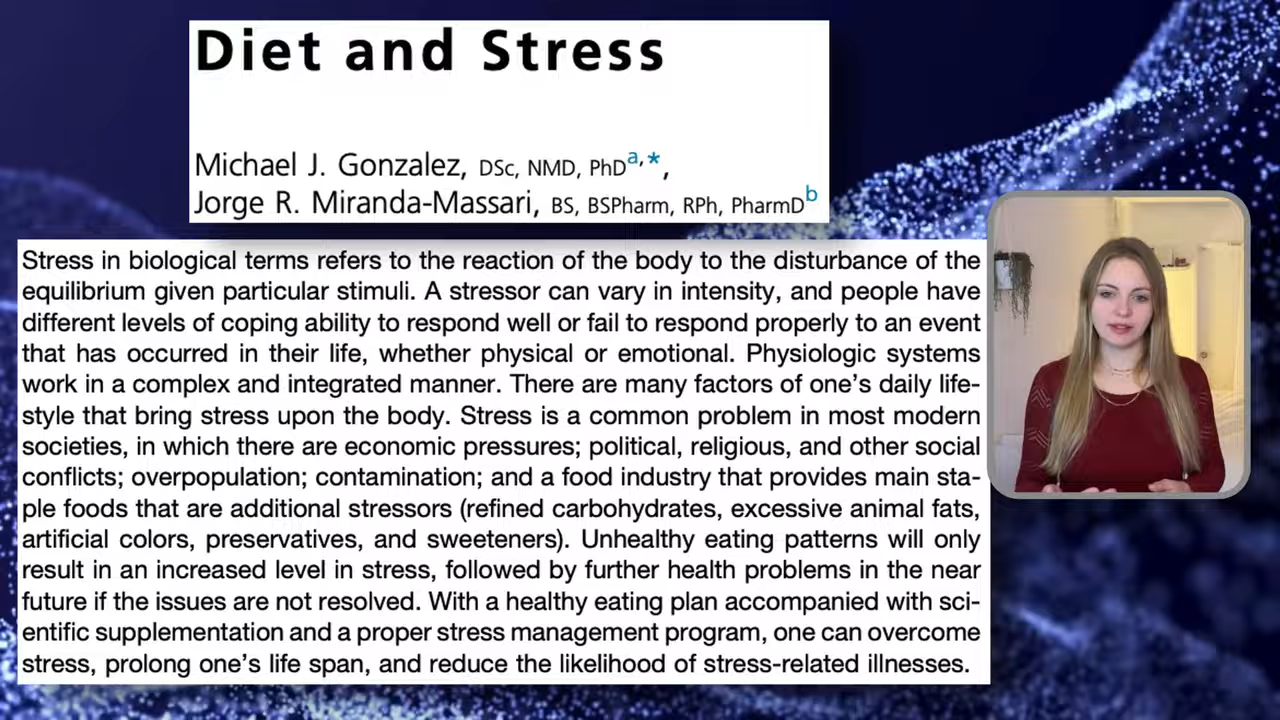 Diet and Stress
Michael J. Gonzalez, DSc, NMD, PhDa,*,
Jorge R. Miranda-Massari, BS, BSPharm, RPh, PharmDb
Stress in biological terms refers to the reaction of the body to the disturbance of the
equilibrium given particular stimuli. A stressor can vary in intensity, and people have
different levels of coping ability to respond well or fail to respond properly to an event
that has occurred in their life, whether physical or emotional. Physiologic systems
work in a complex and integrated manner. There are many factors of one's daily life-
style that bring stress upon the body. Stress is a common problem in most modern
societies, in which there are economic pressures; political, religious, and other social
conflicts; overpopulation; contamination; and a food industry that provides main sta-
ple foods that are additional stressors (refined carbohydrates, excessive animal fats,
artificial colors, preservatives, and sweeteners). Unhealthy eating patterns will only
result in an increased level in stress, followed by further health problems in the near
future if the issues are not resolved. With a healthy eating plan accompanied with sci-
entific supplementation and a proper stress management program, one can overcome
stress, prolong one's life span, and reduce the likelihood of stress-related illnesses.